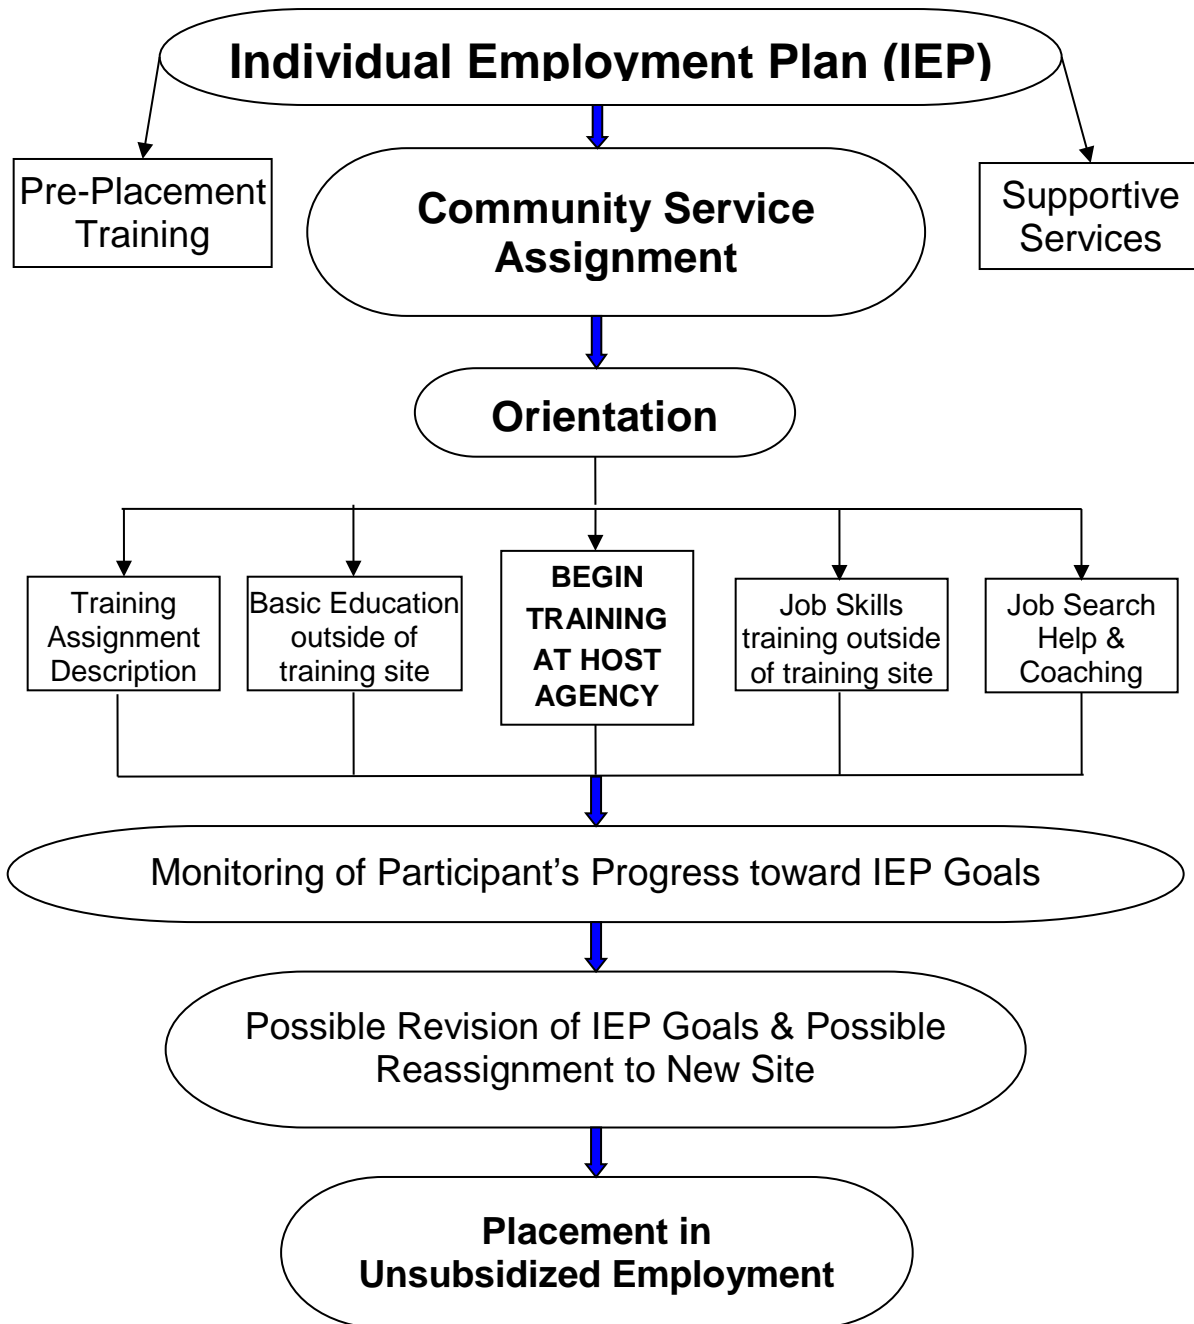 Individual Employment Plan (IEP)
Pre-Placement
Training
Community Service
Assignment
Supportive
Services
Orientation
Training
Assignment
Description
Basic Education
outside of
training site
BEGIN
TRAINING
AT HOST
AGENCY
Job Skills
training outside
of training site
Job Search
Help &
Coaching
Monitoring of Participant’s Progress toward IEP Goals
Possible Revision of IEP Goals & Possible
Reassignment to New Site
Placement in
Unsubsidized Employment